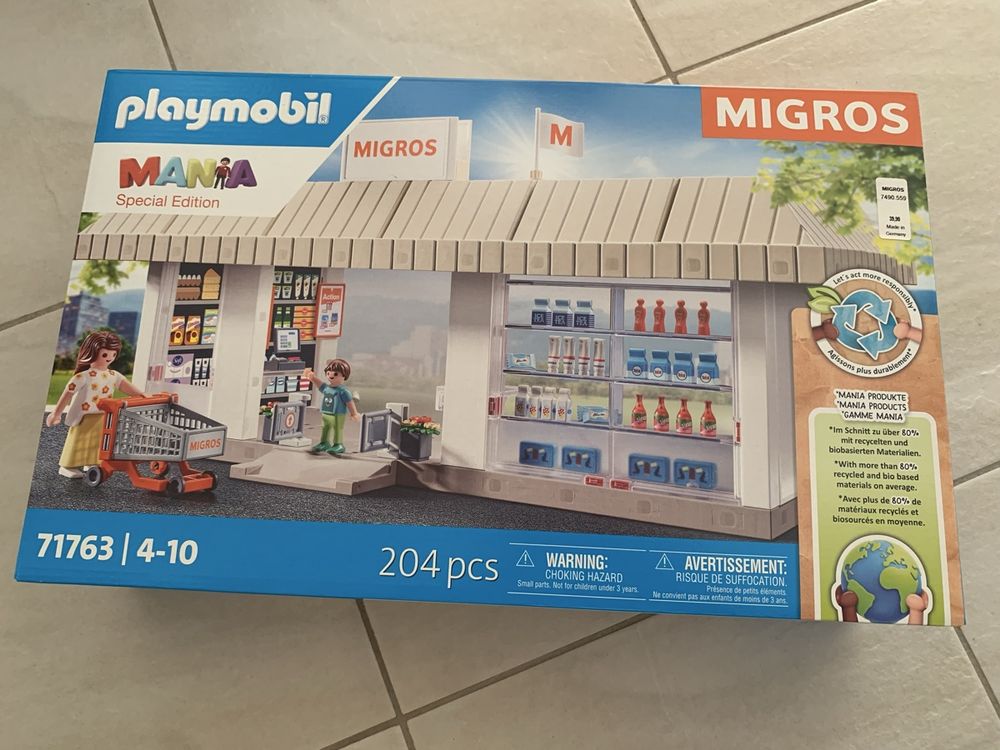 playmobil®
MANIA
Special Edition
MIGROS
MIGROS
M
MIGROS
7490.559
39,90
Made in
Germany
Action
MIGROS
Let's act more responsibly*
Agissons plus durablement*
*MANIA PRODUKTE
*MANIA PRODUCTS
*GAMME MANIA
*Im Schnitt zu über 80%
mit recycelten und
biobasierten Materialien.
*With more than 80%
recycled and bio based
materials on average.
*Avec plus de 80% de
matériaux recyclés et
biosourcés en moyenne.
71763 | 4-10
204 pcs
WARNING:
CHOKING HAZARD
Small parts. Not for children under 3 years.
AVERTISSEMENT:
RISQUE DE SUFFOCATION.
Présence de petits éléments.
Ne convient pas aux enfants de moins de 3 ans.